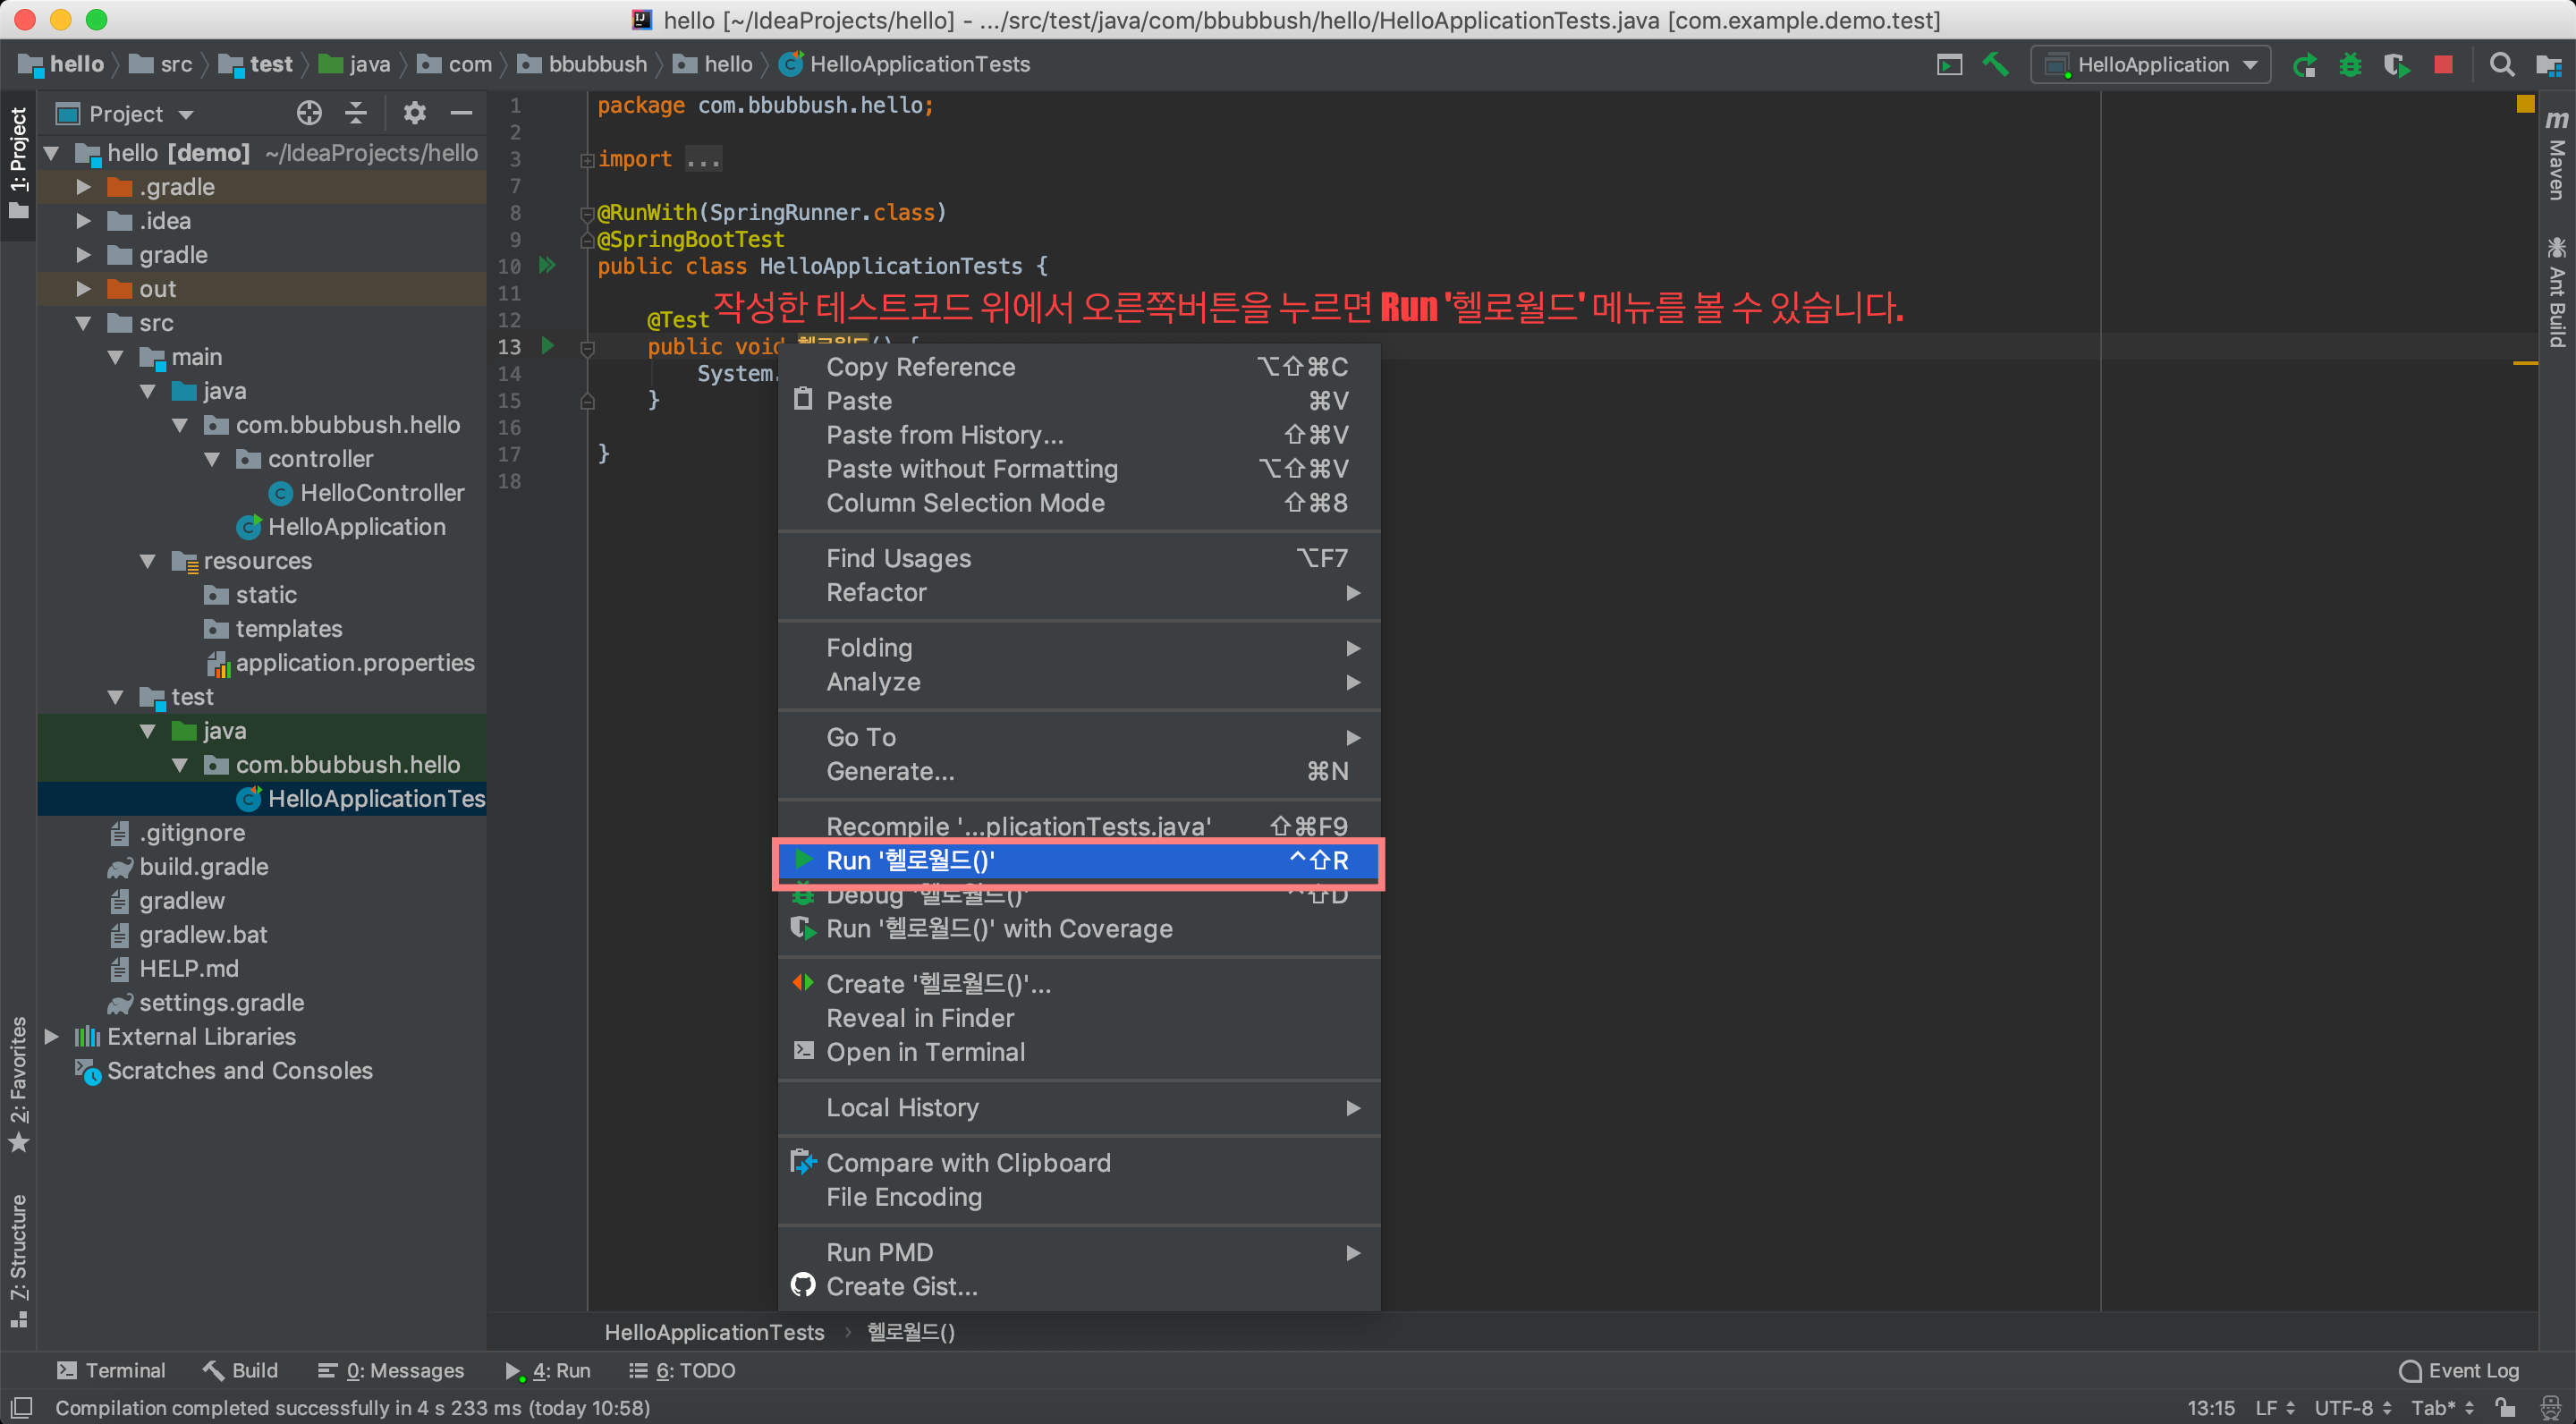 hello [~/IdeaProjects/hello] - .../src/test/java/com/bbubbush/hello/HelloApplicationTests.java [com.example.demo.test]
hello src test java com bbubbush hello HelloApplicationTests
HelloApplication
1: Project
2: Favorites
7: Structure
Project
hello [demo] ~/IdeaProjects/hello
.gradle
.idea
gradle
out
src
main
java
com.bbubbush.hello
controller
HelloController
HelloApplication
resources
static
templates
application.properties
test
java
com.bbubbush.hello
HelloApplicationTes
.gitignore
build.gradle
gradlew
gradlew.bat
HELP.md
settings.gradle
External Libraries
Scratches and Consoles
1 package com.bbubbush.hello;
2
3 import ...
7
8 @RunWith(SpringRunner.class)
9 @SpringBootTest
10 public class HelloApplicationTests {
11
작성한 테스트코드 위에서 오른쪽버튼을 누르면 Run '헬로월드' 메뉴를 볼 수 있습니다.
12 @Test
13 public void 헬로월드() {
14 System.
15 }
16
17 }
18
Copy Reference ⌥⇧⌘C
Paste ⌘V
Paste from History... ⇧⌘V
Paste without Formatting ⌥⇧⌘V
Column Selection Mode ⇧⌘8
Find Usages ⌥F7
Refactor
Folding
Analyze
Go To
Generate... ⌘N
Recompile '...plicationTests.java' ⇧⌘F9
Run '헬로월드()' ^⇧R
Debug '헬로월드()' ^⇧D
Run '헬로월드()' with Coverage
Create '헬로월드()'...
Reveal in Finder
Open in Terminal
Local History
Compare with Clipboard
File Encoding
Run PMD
Create Gist...
m Maven
Ant Build
HelloApplicationTests › 헬로월드()
Terminal Build 0: Messages 4: Run 6: TODO Event Log
Compilation completed successfully in 4 s 233 ms (today 10:58) 13:15 LF UTF-8 Tab*